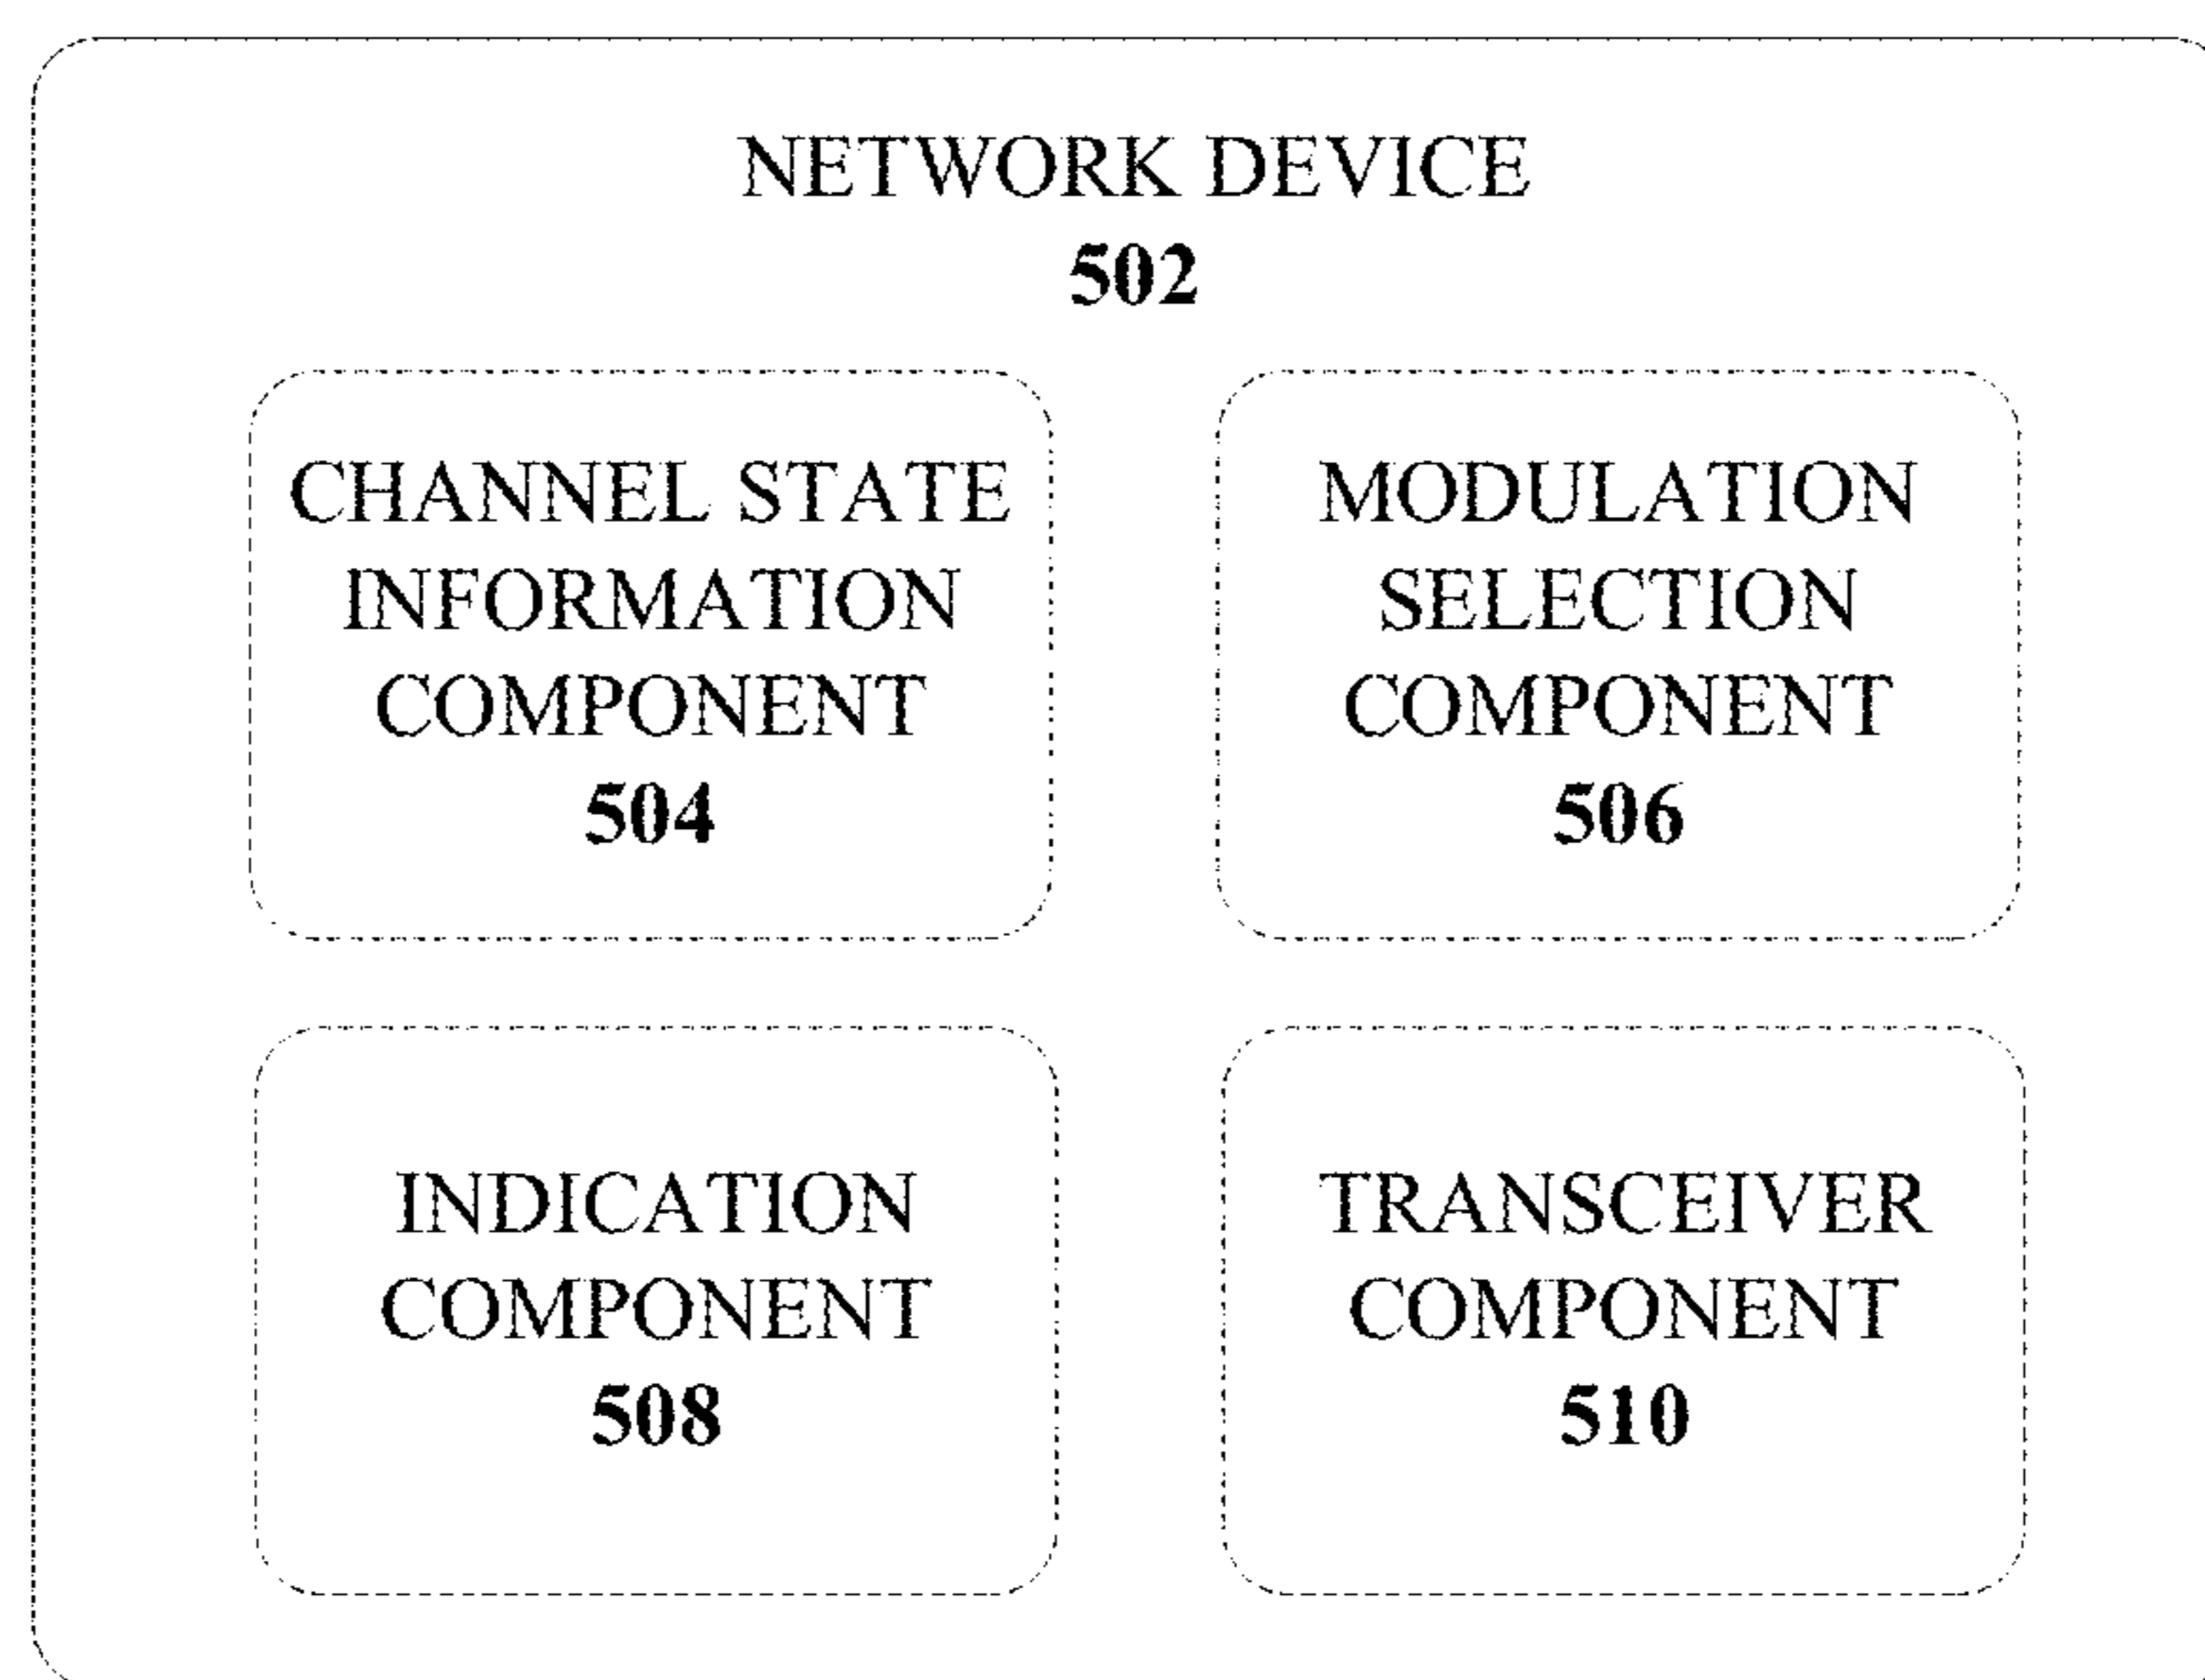 NETWORK DEVICE
502
CHANNEL STATE
INFORMATION
COMPONENT
504
MODULATION
SELECTION
COMPONENT
506
INDICATION
COMPONENT
508
TRANSCEIVER
COMPONENT
510